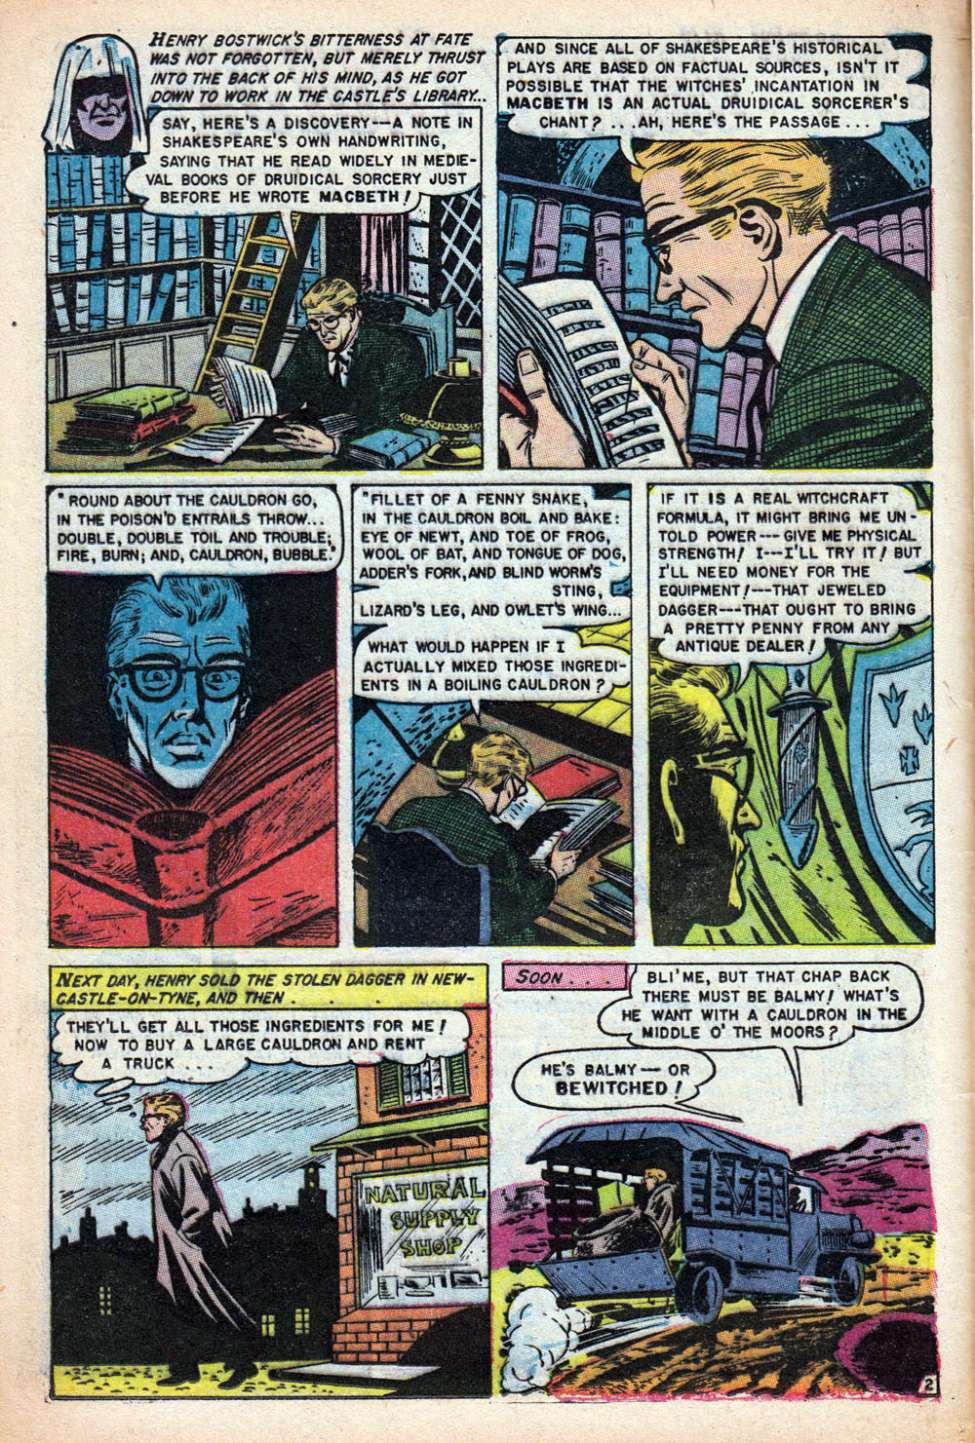 HENRY BOSTWICK'S BITTERNESS AT FATE
WAS NOT FORGOTTEN, BUT MERELY THRUST
INTO THE BACK OF HIS MIND, AS HE GOT
DOWN TO WORK IN THE CASTLE'S LIBRARY...
SAY, HERE'S A DISCOVERY---A NOTE IN
SHAKESPEARE'S OWN HANDWRITING,
SAYING THAT HE READ WIDELY IN MEDIE-
VAL BOOKS OF DRUIDICAL SORCERY JUST
BEFORE HE WROTE MACBETH!
AND SINCE ALL OF SHAKESPEARE'S HISTORICAL
PLAYS ARE BASED ON FACTUAL SOURCES, ISN'T IT
POSSIBLE THAT THE WITCHES' INCANTATION IN
MACBETH IS AN ACTUAL DRUIDICAL SORCERER'S
CHANT? ...AH, HERE'S THE PASSAGE...
"ROUND ABOUT THE CAULDRON GO,
IN THE POISON'D ENTRAILS THROW...
DOUBLE, DOUBLE TOIL AND TROUBLE;
FIRE, BURN; AND, CAULDRON, BUBBLE."
"FILLET OF A FENNY SNAKE,
IN THE CAULDRON BOIL AND BAKE:
EYE OF NEWT, AND TOE OF FROG,
WOOL OF BAT, AND TONGUE OF DOG,
ADDER'S FORK, AND BLIND WORM'S
STING,
LIZARD'S LEG, AND OWLET'S WING...
WHAT WOULD HAPPEN IF I
ACTUALLY MIXED THOSE INGREDI-
ENTS IN A BOILING CAULDRON?
IF IT IS A REAL WITCHCRAFT
FORMULA, IT MIGHT BRING ME UN-
TOLD POWER---GIVE ME PHYSICAL
STRENGTH! I---I'LL TRY IT! BUT
I'LL NEED MONEY FOR THE
EQUIPMENT!---THAT JEWELED
DAGGER---THAT OUGHT TO BRING
A PRETTY PENNY FROM ANY
ANTIQUE DEALER!
NEXT DAY, HENRY SOLD THE STOLEN DAGGER IN NEW-
CASTLE-ON-TYNE, AND THEN . . . .
THEY'LL GET ALL THOSE INGREDIENTS FOR ME!
NOW TO BUY A LARGE CAULDRON AND RENT
A TRUCK ...
NATURAL
SUPPLY
SHOP
SOON . . .
BLI'ME, BUT THAT CHAP BACK
THERE MUST BE BALMY! WHAT'S
HE WANT WITH A CAULDRON IN THE
MIDDLE O' THE MOORS?
HE'S BALMY--- OR
BEWITCHED!
2